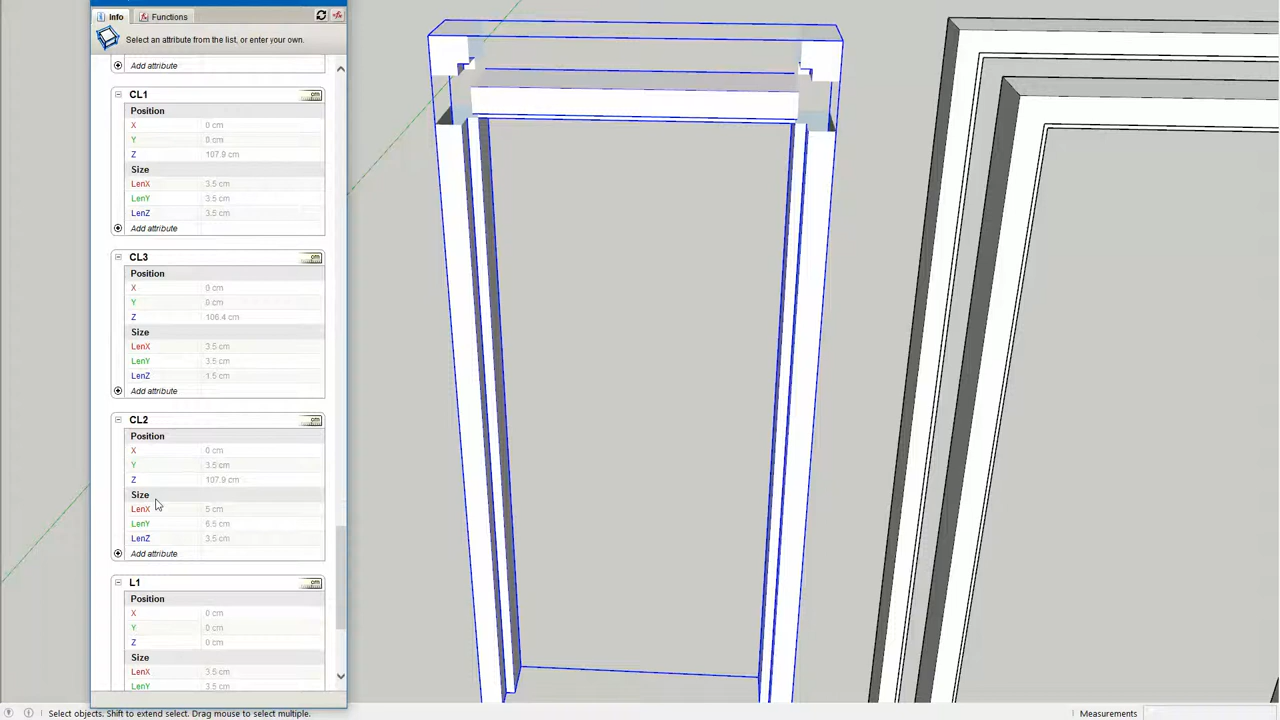 Info Functions
Select an attribute from the list, or enter your own.
Add attribute
CL1 cm
Position
X 0 cm
Y 0 cm
Z 107.9 cm
Size
LenX 3.5 cm
LenY 3.5 cm
LenZ 3.5 cm
Add attribute
CL3 cm
Position
X 0 cm
Y 0 cm
Z 106.4 cm
Size
LenX 3.5 cm
LenY 3.5 cm
LenZ 1.5 cm
Add attribute
CL2 cm
Position
X 0 cm
Y 3.5 cm
Z 107.9 cm
Size
LenX 5 cm
LenY 6.5 cm
LenZ 3.5 cm
Add attribute
L1 cm
Position
X 0 cm
Y 0 cm
Z 0 cm
Size
LenX 3.5 cm
LenY 3.5 cm
Select objects. Shift to extend select. Drag mouse to select multiple. Measurements